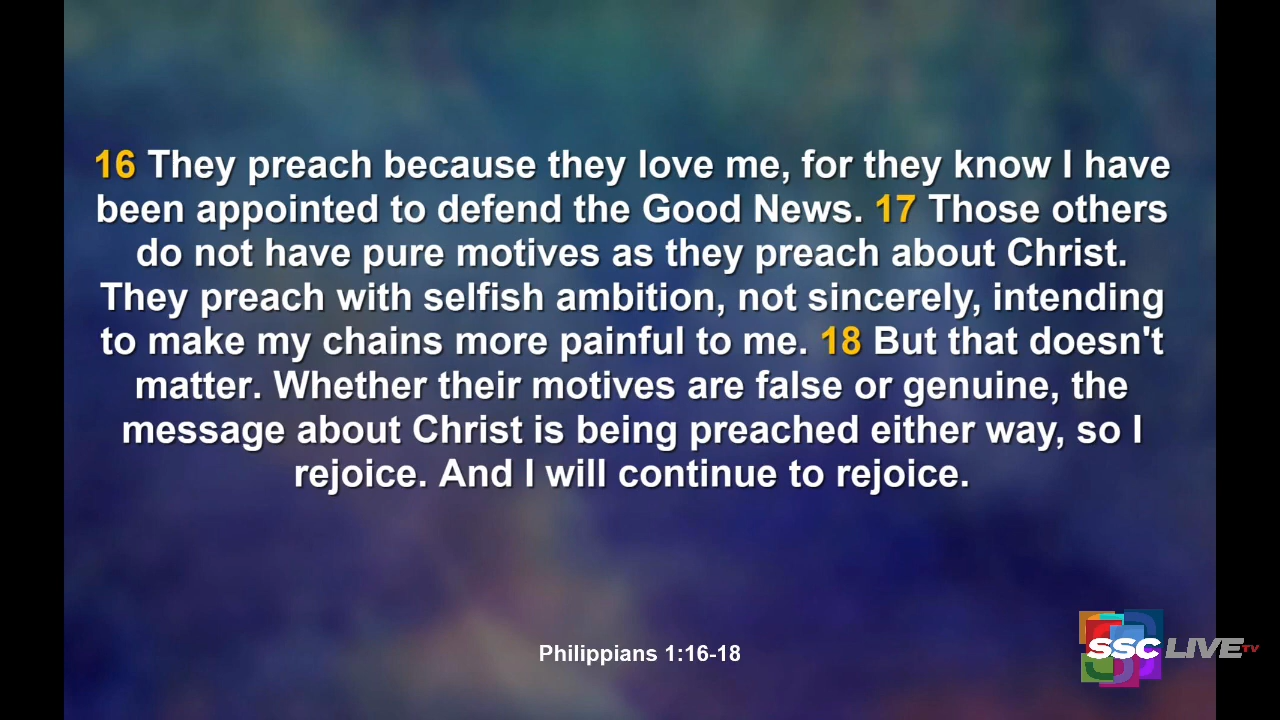 16 They preach because they love me, for they know I have
been appointed to defend the Good News. 17 Those others
do not have pure motives as they preach about Christ.
They preach with selfish ambition, not sincerely, intending
to make my chains more painful to me. 18 But that doesn't
matter. Whether their motives are false or genuine, the
message about Christ is being preached either way, so I
rejoice. And I will continue to rejoice.
Philippians 1:16-18
SSC LIVE TV